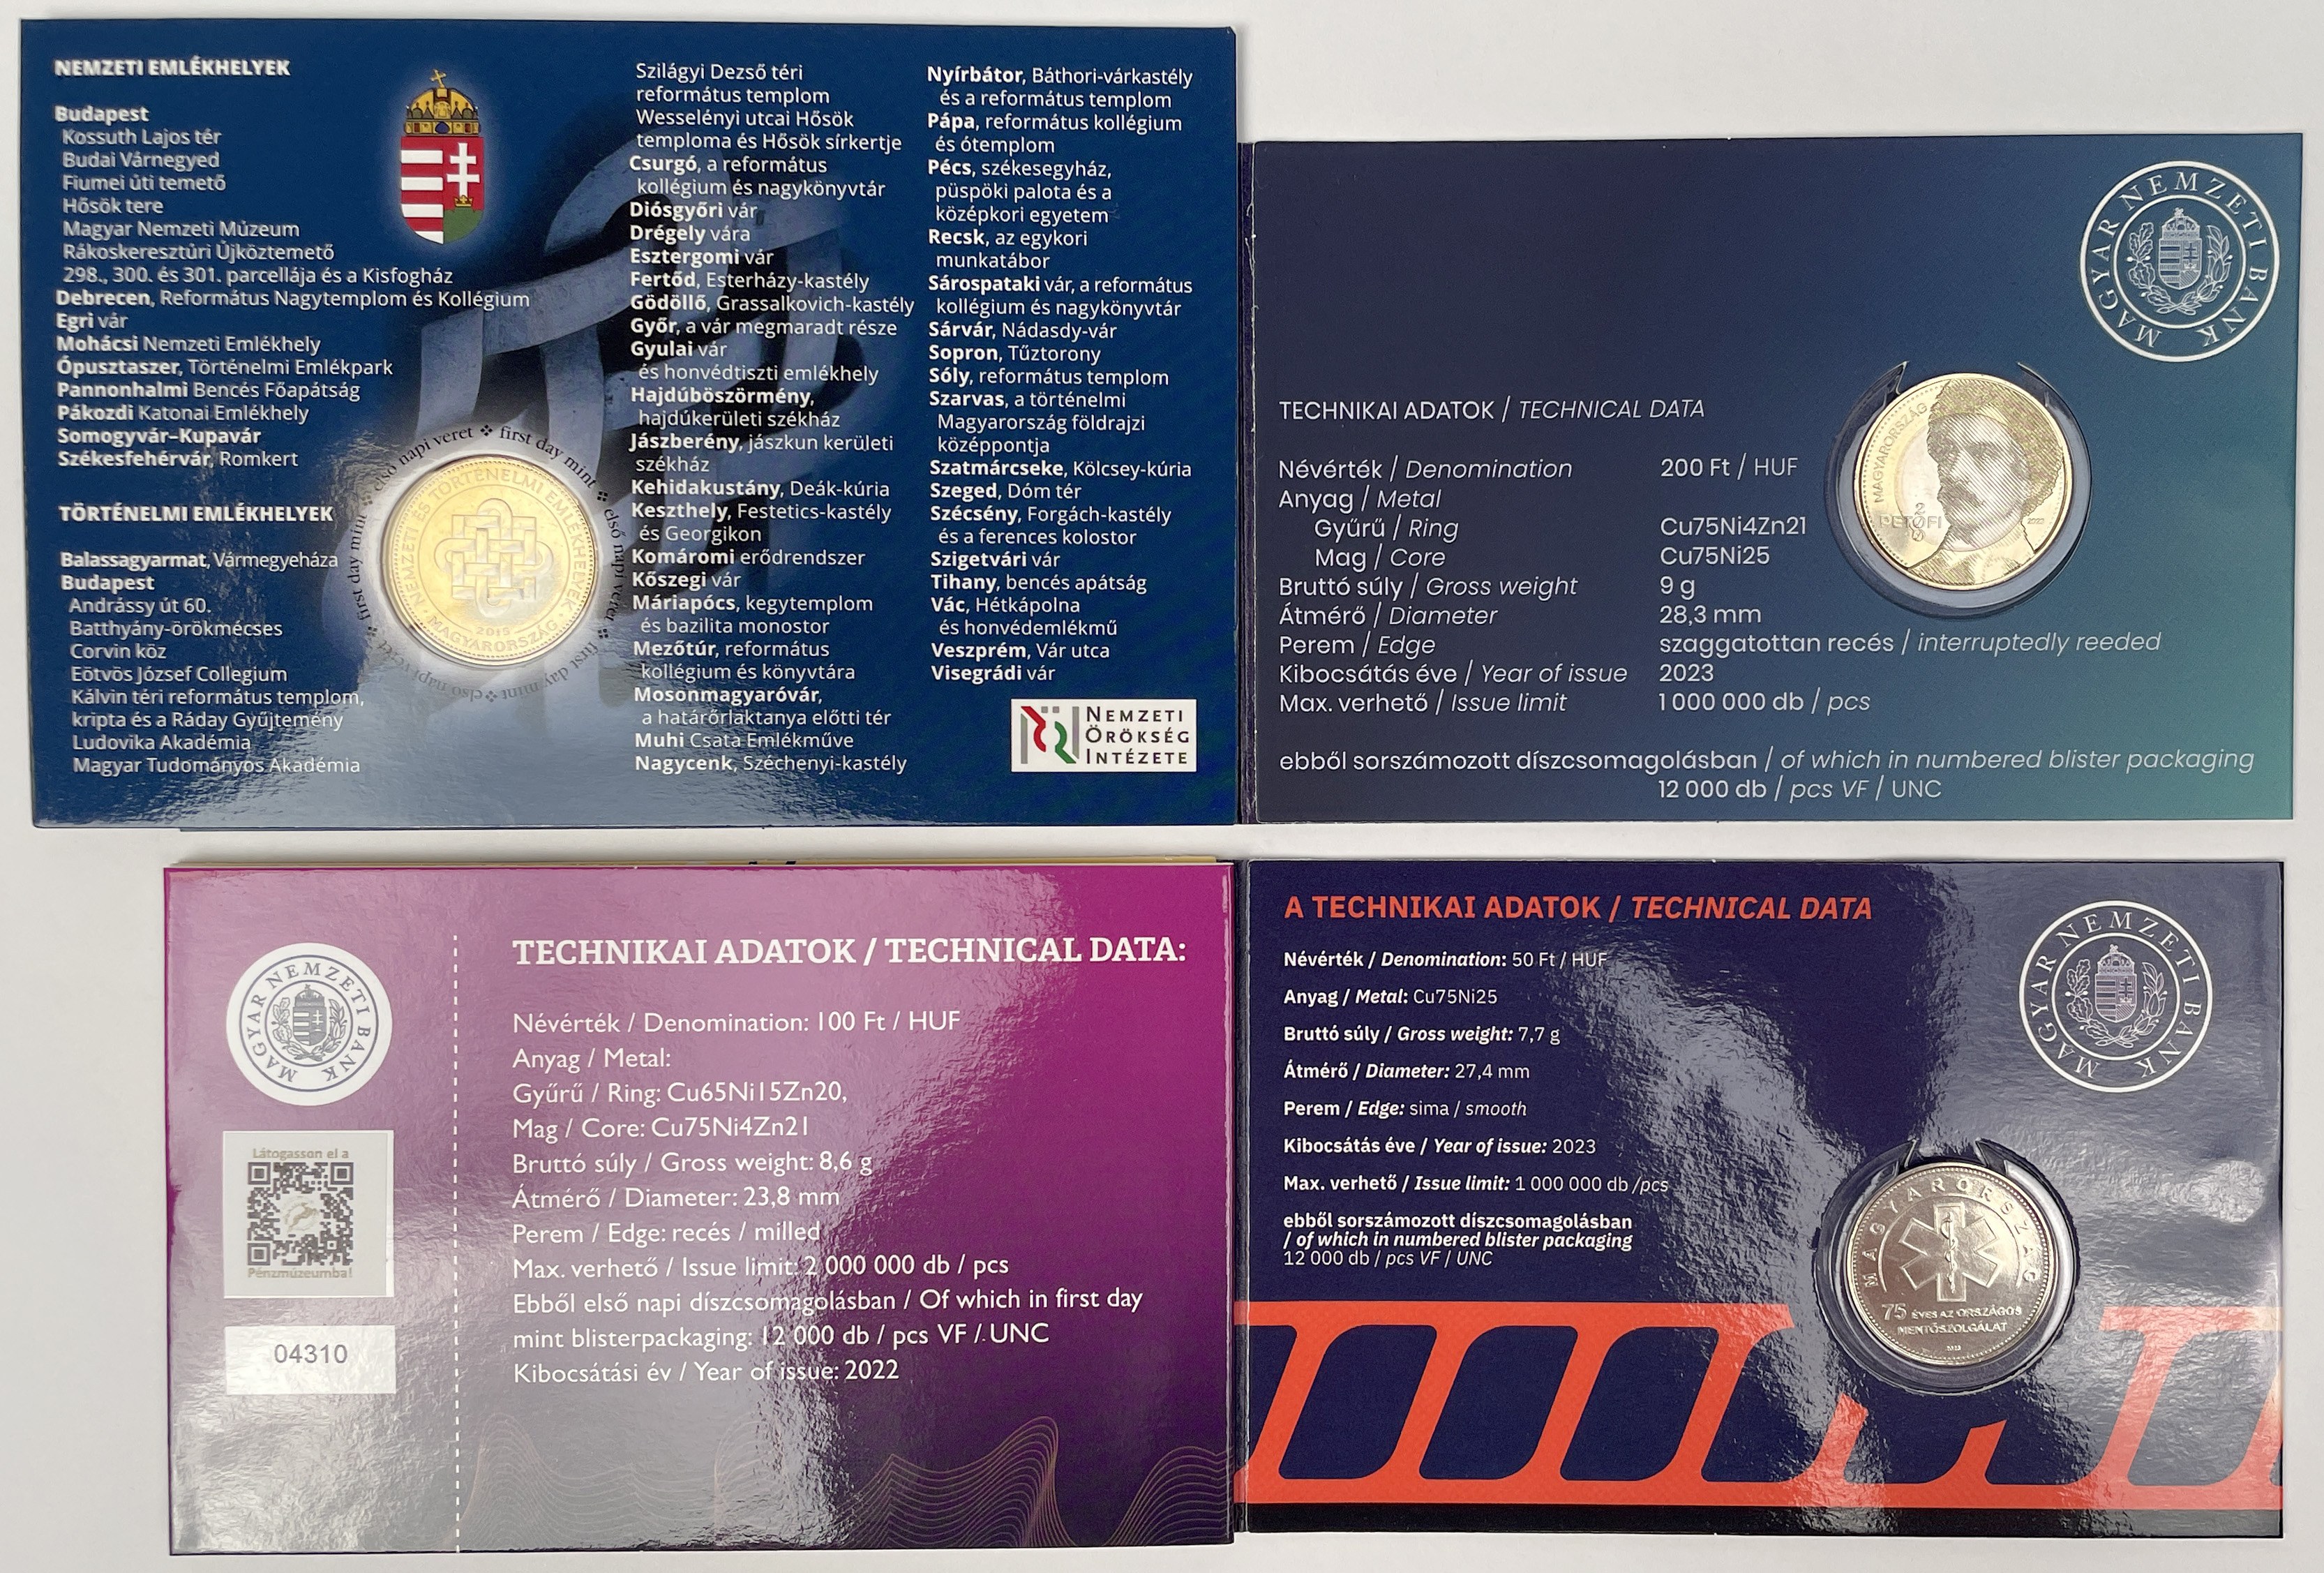 NEMZETI EMLÉKHELYEK
Budapest
Kossuth Lajos tér
Budai Várnegyed
Fiumei úti temető
Hősök tere
Magyar Nemzeti Múzeum
Rákoskeresztúri Újköztemető
298., 300. és 301. parcellája és a Kisfogház
Debrecen, Református Nagytemplom és Kollégium
Egri vár
Mohácsi Nemzeti Emlékhely
Ópusztaszer, Történelmi Emlékpark
Pannonhalmi Bencés Főapátság
Pákozdi Katonai Emlékhely
Somogyvár–Kupavár
Székesfehérvár, Romkert
TÖRTÉNELMI EMLÉKHELYEK
Balassagyarmat, Vármegyeháza
Budapest
Andrássy út 60.
Batthyány-örökmécses
Corvin köz
Eötvös József Collegium
Kálvin téri református templom,
kripta és a Ráday Gyűjtemény
Ludovika Akadémia
Magyar Tudományos Akadémia
első napi veret ❖ first day mint ❖ első napi veret ❖ first day mint ❖ első napi veret ❖ first day mint ❖
NEMZETI ÉS TÖRTÉNELMI EMLÉKHELYEK
MAGYARORSZÁG
2015
Szilágyi Dezső téri
református templom
Wesselényi utcai Hősök
temploma és Hősök sírkertje
Csurgó, a református
kollégium és nagykönyvtár
Diósgyőri vár
Drégely vára
Esztergomi vár
Fertőd, Esterházy-kastély
Gödöllő, Grassalkovich-kastély
Győr, a vár megmaradt része
Gyulai vár
és honvédtiszti emlékhely
Hajdúböszörmény,
hajdúkerületi székház
Jászberény, jászkun kerületi
székház
Kehidakustány, Deák-kúria
Keszthely, Festetics-kastély
és Georgikon
Komáromi erődrendszer
Kőszegi vár
Máriapócs, kegytemplom
és bazilita monostor
Mezőtúr, református
kollégium és könyvtára
Mosonmagyaróvár,
a határőrlaktanya előtti tér
Muhi Csata Emlékműve
Nagycenk, Széchenyi-kastély
Nyírbátor, Báthori-várkastély
és a református templom
Pápa, református kollégium
és ótemplom
Pécs, székesegyház,
püspöki palota és a
középkori egyetem
Recsk, az egykori
munkatábor
Sárospataki vár, a református
kollégium és nagykönyvtár
Sárvár, Nádasdy-vár
Sopron, Tűztorony
Sóly, református templom
Szarvas, a történelmi
Magyarország földrajzi
középpontja
Szatmárcseke, Kölcsey-kúria
Szeged, Dóm tér
Szécsény, Forgách-kastély
és a ferences kolostor
Szigetvári vár
Tihany, bencés apátság
Vác, Hétkápolna
és honvédemlékmű
Veszprém, Vár utca
Visegrádi vár
NEMZETI
ÖRÖKSÉG
INTÉZETE
MAGYAR NEMZETI BANK
TECHNIKAI ADATOK / TECHNICAL DATA
Névérték / Denomination 200 Ft / HUF
Anyag / Metal
Gyűrű / Ring Cu75Ni4Zn21
Mag / Core Cu75Ni25
Bruttó súly / Gross weight 9 g
Átmérő / Diameter 28,3 mm
Perem / Edge szaggatottan recés / interruptedly reeded
Kibocsátás éve / Year of issue 2023
Max. verhető / Issue limit 1 000 000 db / pcs
ebből sorszámozott díszcsomagolásban / of which in numbered blister packaging
12 000 db / pcs VF / UNC
MAGYARORSZÁG
PETŐFI
200
2023
MAGYAR NEMZETI BANK
Látogasson el a
Pénzmúzeumba!
04310
TECHNIKAI ADATOK / TECHNICAL DATA:
Névérték / Denomination: 100 Ft / HUF
Anyag / Metal:
Gyűrű / Ring: Cu65Ni15Zn20,
Mag / Core: Cu75Ni4Zn21
Bruttó súly / Gross weight: 8,6 g
Átmérő / Diameter: 23,8 mm
Perem / Edge: recés / milled
Max. verhető / Issue limit: 2 000 000 db / pcs
Ebből első napi díszcsomagolásban / Of which in first day
mint blisterpackaging: 12 000 db / pcs VF /. UNC
Kibocsátási év / Year of issue: 2022
A TECHNIKAI ADATOK / TECHNICAL DATA
Névérték / Denomination: 50 Ft / HUF
Anyag / Metal: Cu75Ni25
Bruttó súly / Gross weight: 7,7 g
Átmérő / Diameter: 27,4 mm
Perem / Edge: sima / smooth
Kibocsátás éve / Year of issue: 2023
Max. verhető / Issue limit: 1 000 000 db /pcs
ebből sorszámozott díszcsomagolásban
/ of which in numbered blister packaging
12 000 db / pcs VF / UNC
MAGYAR NEMZETI BANK
MAGYARORSZÁG
75 ÉVES AZ ORSZÁGOS
MENTŐSZOLGÁLAT